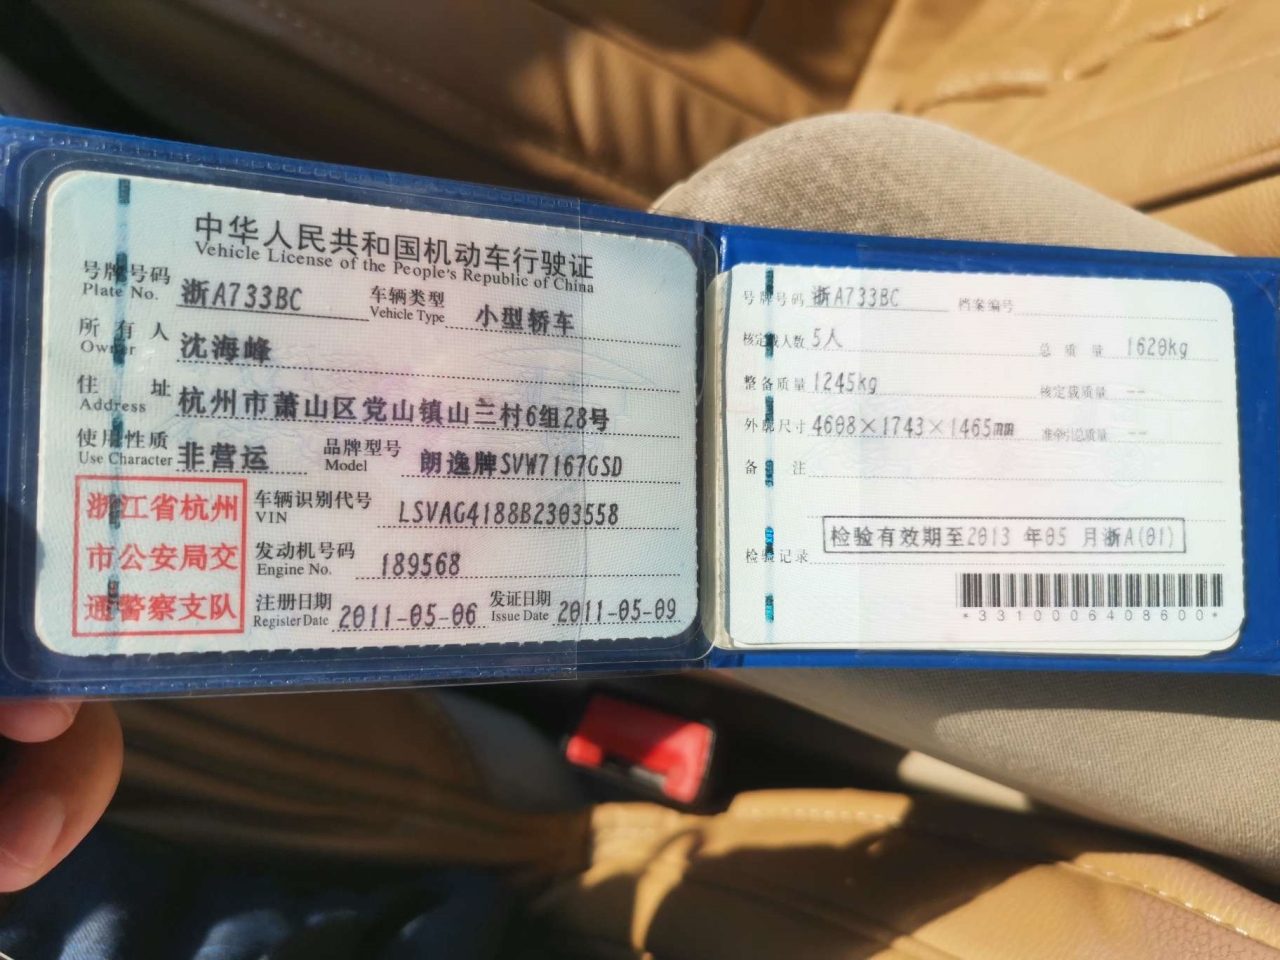 中华人民共和国机动车行驶证
Vehicle License of the People's Republic of China
号牌号码 浙A733BC 车辆类型 小型轿车
Plate No. Vehicle Type
所有人 沈海峰
Owner
住址 杭州市萧山区党山镇山兰村6组28号
Address
使用性质 非营运 品牌型号 朗逸牌SVW7167GSD
Use Character Model
浙江省杭州
市公安局交
通警察支队
车辆识别代号 LSVAG4188B2303558
VIN
发动机号码 189568
Engine No.
注册日期 2011-05-06 发证日期 2011-05-09
Register Date Issue Date
号牌号码 浙A733BC 档案编号
核定载人数 5人 总质量 1620kg
整备质量 1245kg 核定载质量 --
外廓尺寸 4608×1743×1465mm 准牵引总质量 --
备注
检验记录 检验有效期至2013 年05 月浙A(01)
*3310006408600*